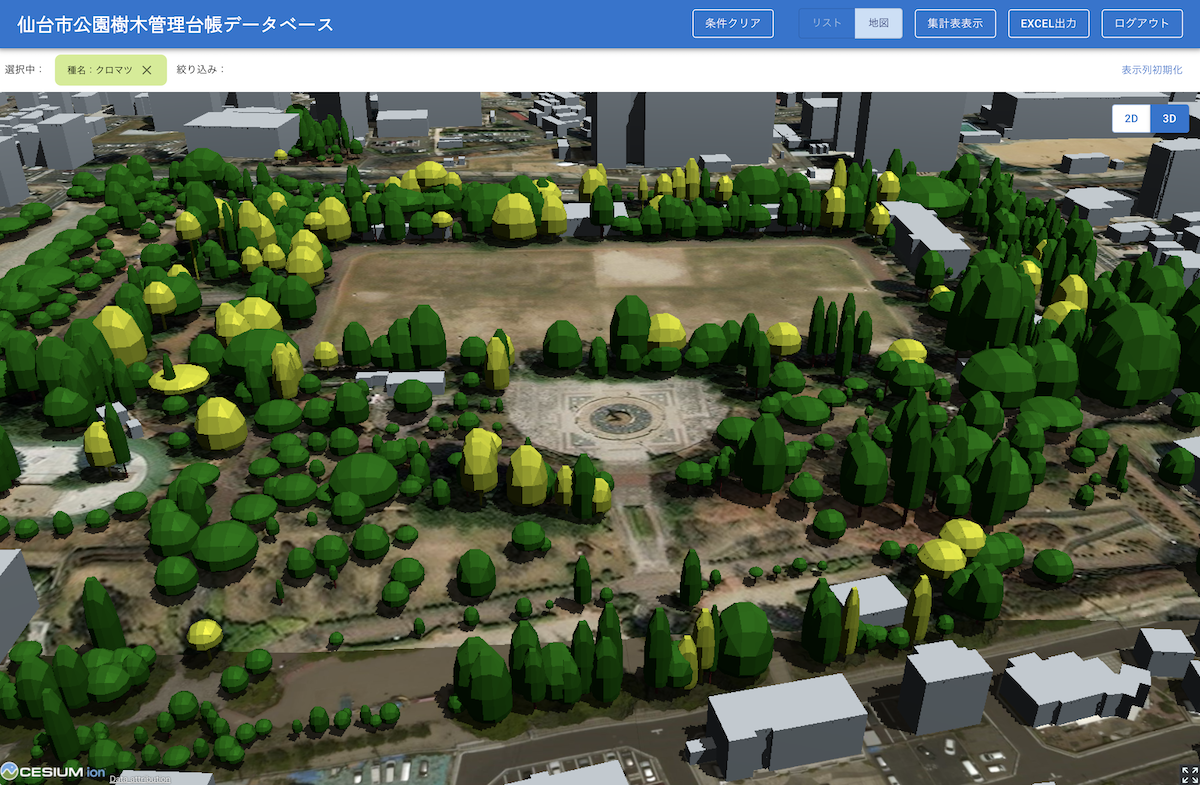 仙台市公園樹木管理台帳データベース
条件クリア
リスト 地図
集計表表示
EXCEL出力
ログアウト
選択中： 種名：クロマツ × 絞り込み： 表示列初期化
2D 3D
CESIUM ion Data attribution